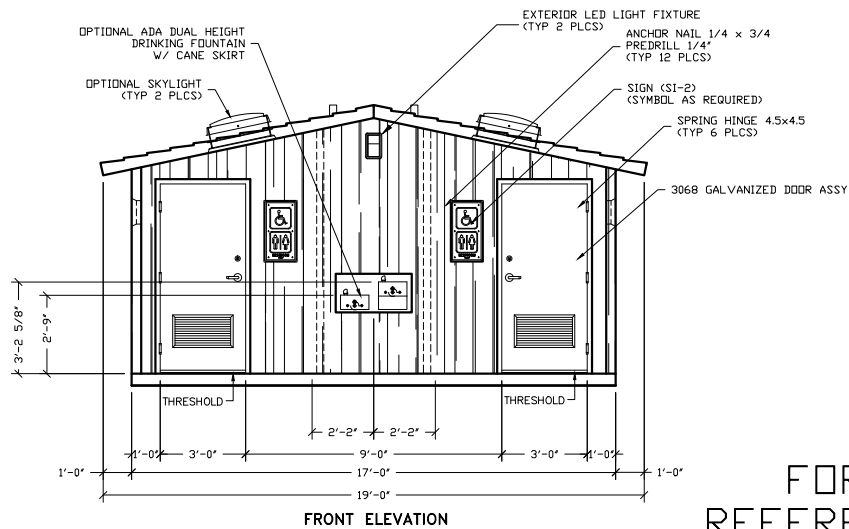 EXTERIOR LED LIGHT FIXTURE
(TYP 2 PLCS)
OPTIONAL ADA DUAL HEIGHT
DRINKING FOUNTAIN
W/ CANE SKIRT
ANCHOR NAIL 1/4 x 3/4
PREDRILL 1/4"
(TYP 12 PLCS)
OPTIONAL SKYLIGHT
(TYP 2 PLCS)
SIGN (SI-2)
(SYMBOL AS REQUIRED)
SPRING HINGE 4.5x4.5
(TYP 6 PLCS)
3068 GALVANIZED DOOR ASSY
3'-2 5/8"
2'-9"
THRESHOLD
THRESHOLD
2'-2"
2'-2"
1'-0"
3'-0"
9'-0"
3'-0"
1'-0"
1'-0"
17'-0"
1'-0"
19'-0"
FRONT ELEVATION
FOR